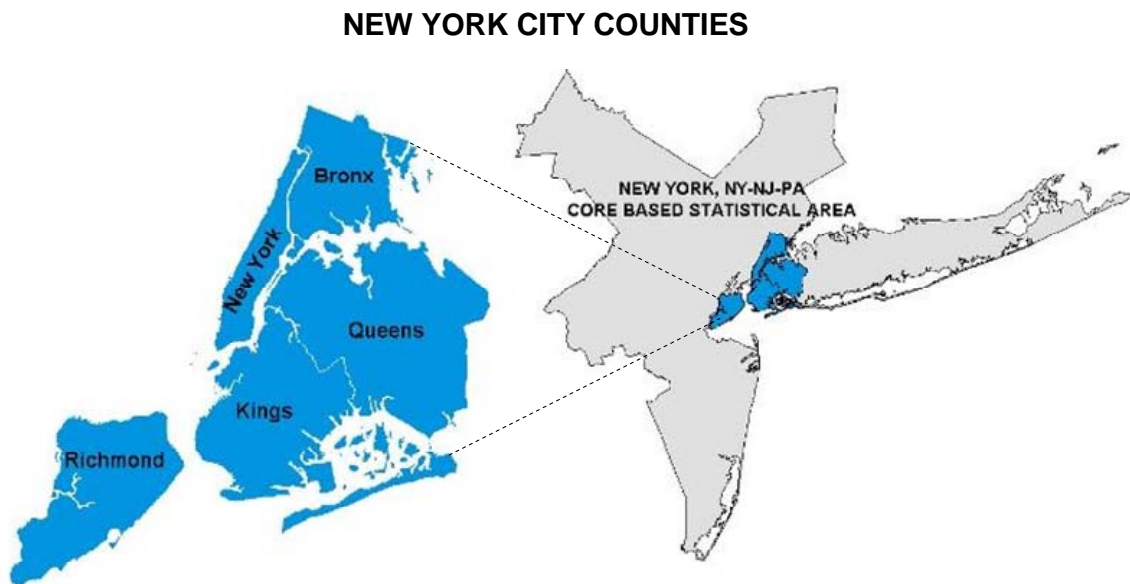 NEW YORK CITY COUNTIES
Bronx
New York
Queens
Kings
Richmond
NEW YORK, NY-NJ-PA
CORE BASED STATISTICAL AREA